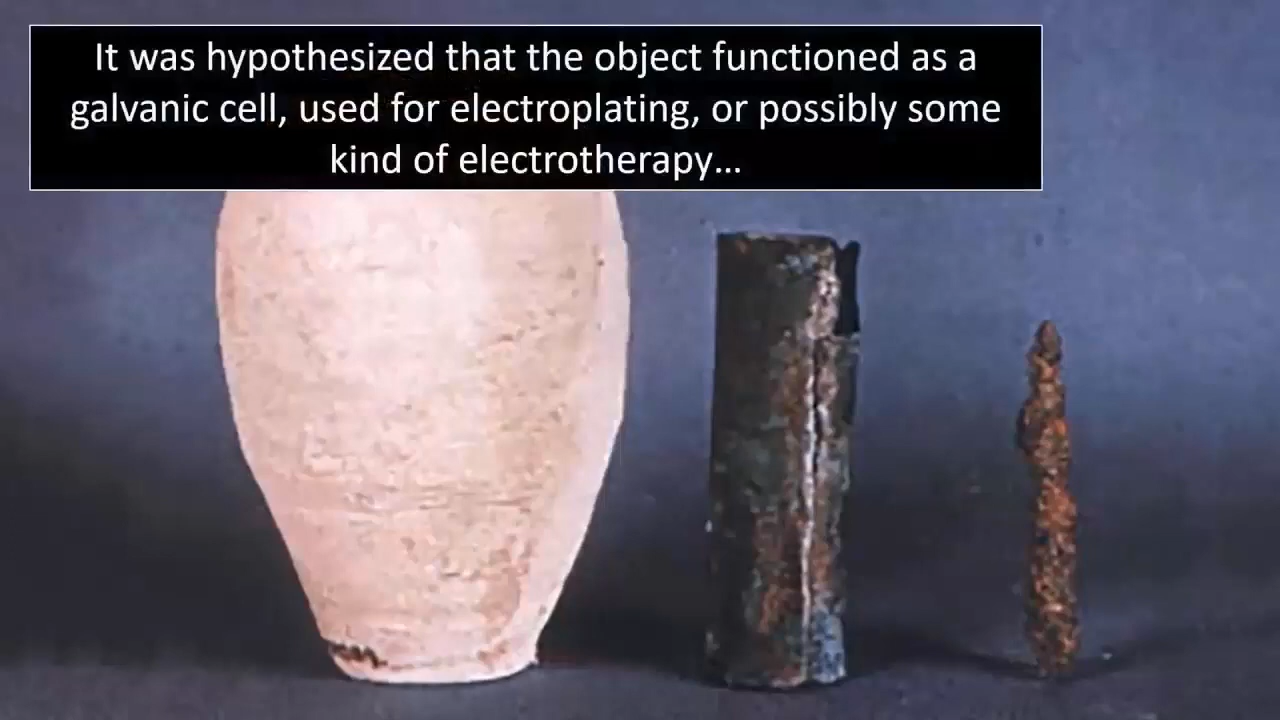 It was hypothesized that the object functioned as a
galvanic cell, used for electroplating, or possibly some
kind of electrotherapy…